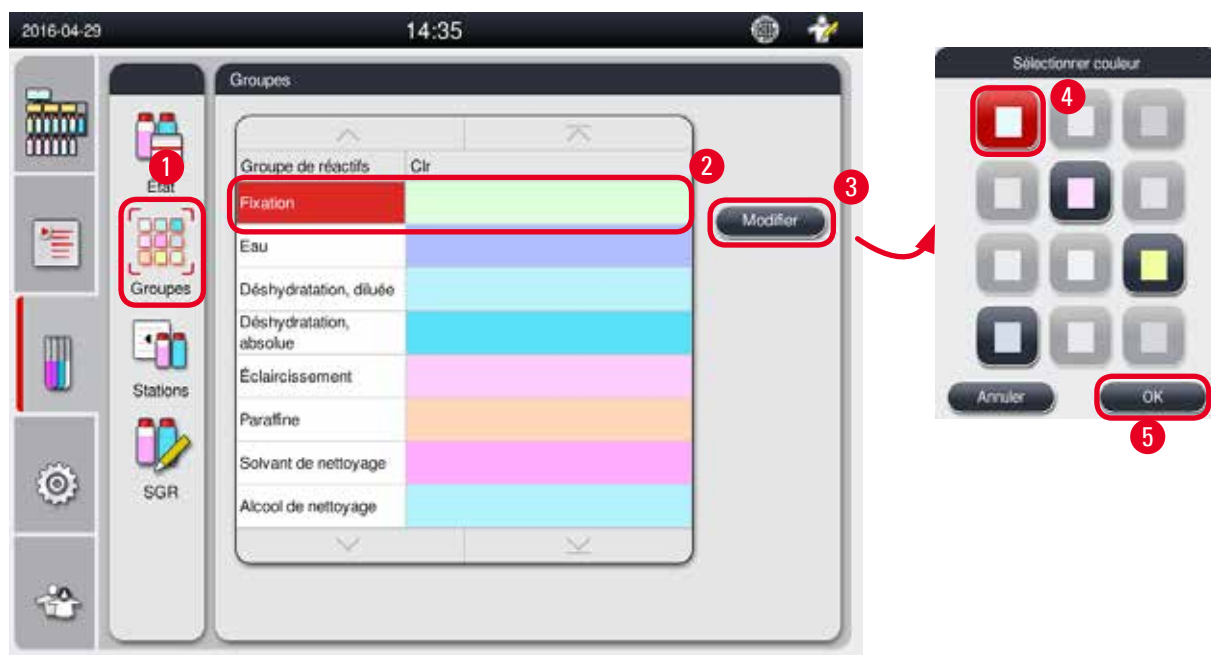 2016-04-29
14:35
Groupes
État
Groupes
Stations
SGR
Groupe de réactifs Clr
Fixation
Eau
Déshydratation, diluée
Déshydratation,
absolue
Éclaircissement
Paraffine
Solvant de nettoyage
Alcool de nettoyage
Modifier
Sélectionner couleur
Annuler
OK
1
2
3
4
5